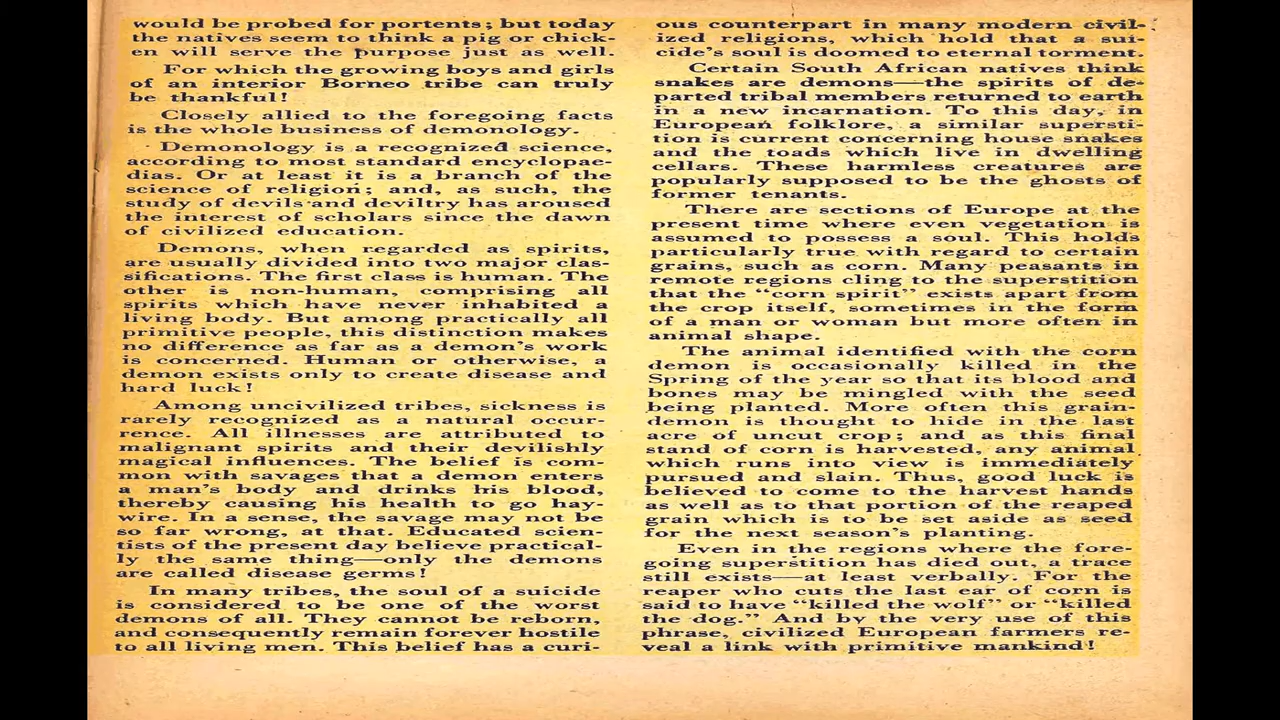 would be probed for portents; but today
the natives seem to think a pig or chick-
en will serve the purpose just as well.
For which the growing boys and girls
of an interior Borneo tribe can truly
be thankful!
Closely allied to the foregoing facts
is the whole business of demonology.
Demonology is a recognized science,
according to most standard encyclopae-
dias. Or at least it is a branch of the
science of religion; and, as such, the
study of devils and deviltry has aroused
the interest of scholars since the dawn
of civilized education.
Demons, when regarded as spirits,
are usually divided into two major clas-
sifications. The first class is human. The
other is non-human, comprising all
spirits which have never inhabited a
living body. But among practically all
primitive people, this distinction makes
no difference as far as a demon's work
is concerned. Human or otherwise, a
demon exists only to create disease and
hard luck!
Among uncivilized tribes, sickness is
rarely recognized as a natural occur-
rence. All illnesses are attributed to
malignant spirits and their devilishly
magical influences. The belief is com-
mon with savages that a demon enters
a man's body and drinks his blood,
thereby causing his health to go hay-
wire. In a sense, the savage may not be
so far wrong, at that. Educated scien-
tists of the present day believe practical-
ly the same thing—only the demons
are called disease germs!
In many tribes, the soul of a suicide
is considered to be one of the worst
demons of all. They cannot be reborn,
and consequently remain forever hostile
to all living men. This belief has a curi-
ous counterpart in many modern civil-
ized religions, which hold that a sui-
cide's soul is doomed to eternal torment.
Certain South African natives think
snakes are demons—the spirits of de-
parted tribal members returned to earth
in a new incarnation. To this day, in
European folklore, a similar supersti-
tion is current concerning house snakes
and the toads which live in dwelling
cellars. These harmless creatures are
popularly supposed to be the ghosts of
former tenants.
There are sections of Europe at the
present time where even vegetation is
assumed to possess a soul. This holds
particularly true with regard to certain
grains, such as corn. Many peasants in
remote regions cling to the superstition
that the "corn spirit" exists apart from
the crop itself, sometimes in the form
of a man or woman but more often in
animal shape.
The animal identified with the corn
demon is occasionally killed in the
Spring of the year so that its blood and
bones may be mingled with the seed
being planted. More often this grain-
demon is thought to hide in the last
acre of uncut crop; and as this final
stand of corn is harvested, any animal
which runs into view is immediately
pursued and slain. Thus, good luck is
believed to come to the harvest hands
as well as to that portion of the reaped
grain which is to be set aside as seed
for the next season's planting.
Even in the regions where the fore-
going superstition has died out, a trace
still exists—at least verbally. For the
reaper who cuts the last ear of corn is
said to have "killed the wolf" or "killed
the dog." And by the very use of this
phrase, civilized European farmers re-
veal a link with primitive mankind!